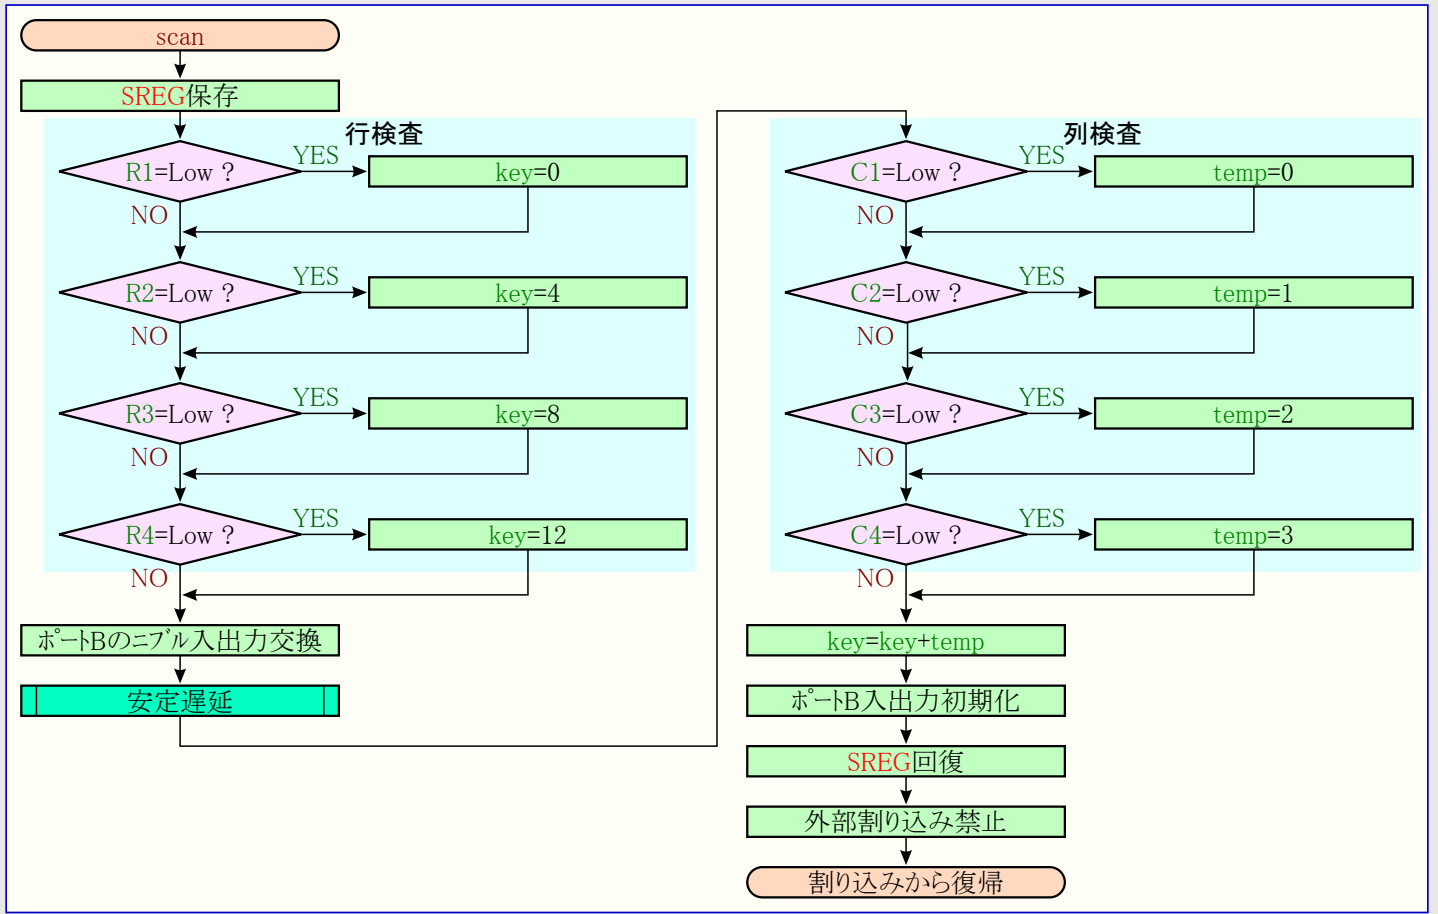 scan
SREG保存
行検査
R1=Low ?
YES
key=0
NO
R2=Low ?
YES
key=4
NO
R3=Low ?
YES
key=8
NO
R4=Low ?
YES
key=12
NO
ﾎﾟｰﾄBのﾆﾌﾞﾙ入出力交換
安定遅延
列検査
C1=Low ?
YES
temp=0
NO
C2=Low ?
YES
temp=1
NO
C3=Low ?
YES
temp=2
NO
C4=Low ?
YES
temp=3
NO
key=key+temp
ﾎﾟｰﾄB入出力初期化
SREG回復
外部割り込み禁止
割り込みから復帰